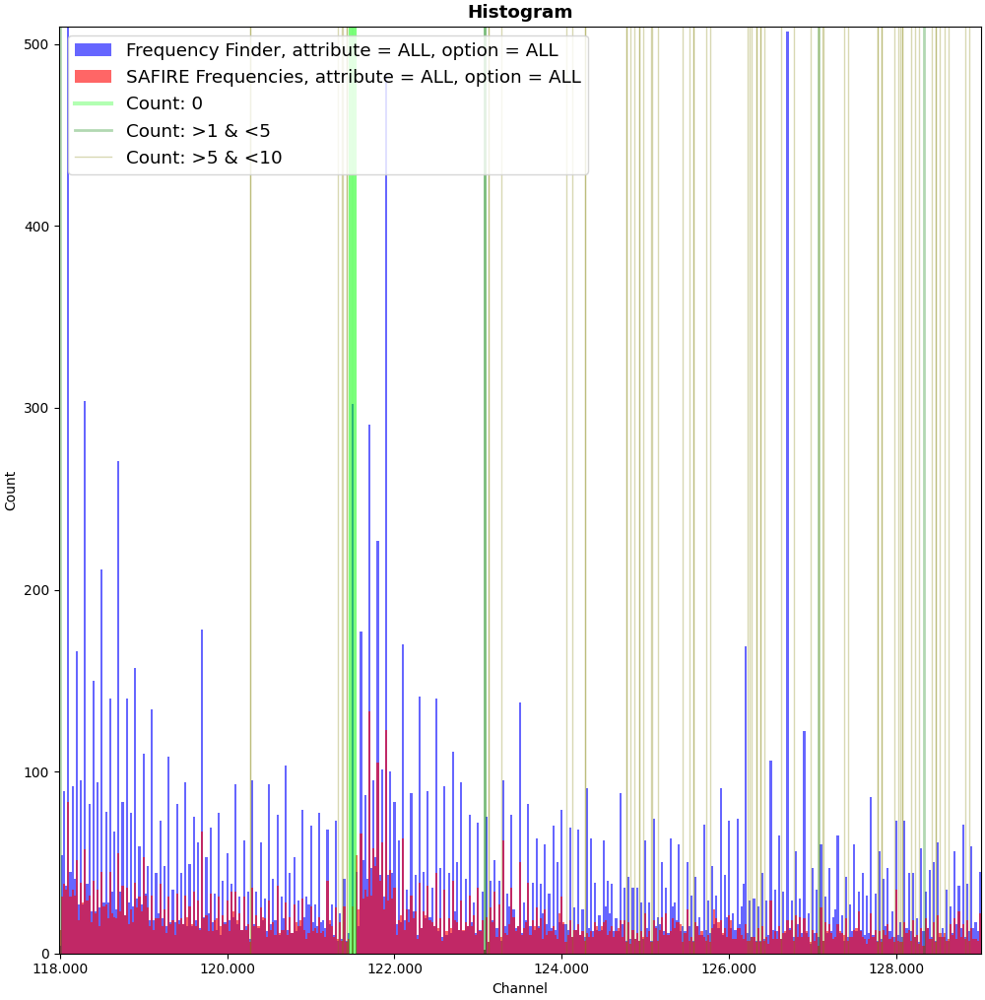 Histogram
Frequency Finder, attribute = ALL, option = ALL
SAFIRE Frequencies, attribute = ALL, option = ALL
Count: 0
Count: >1 & <5
Count: >5 & <10
500
400
300
200
100
0
Count
118.000 120.000 122.000 124.000 126.000 128.000
Channel